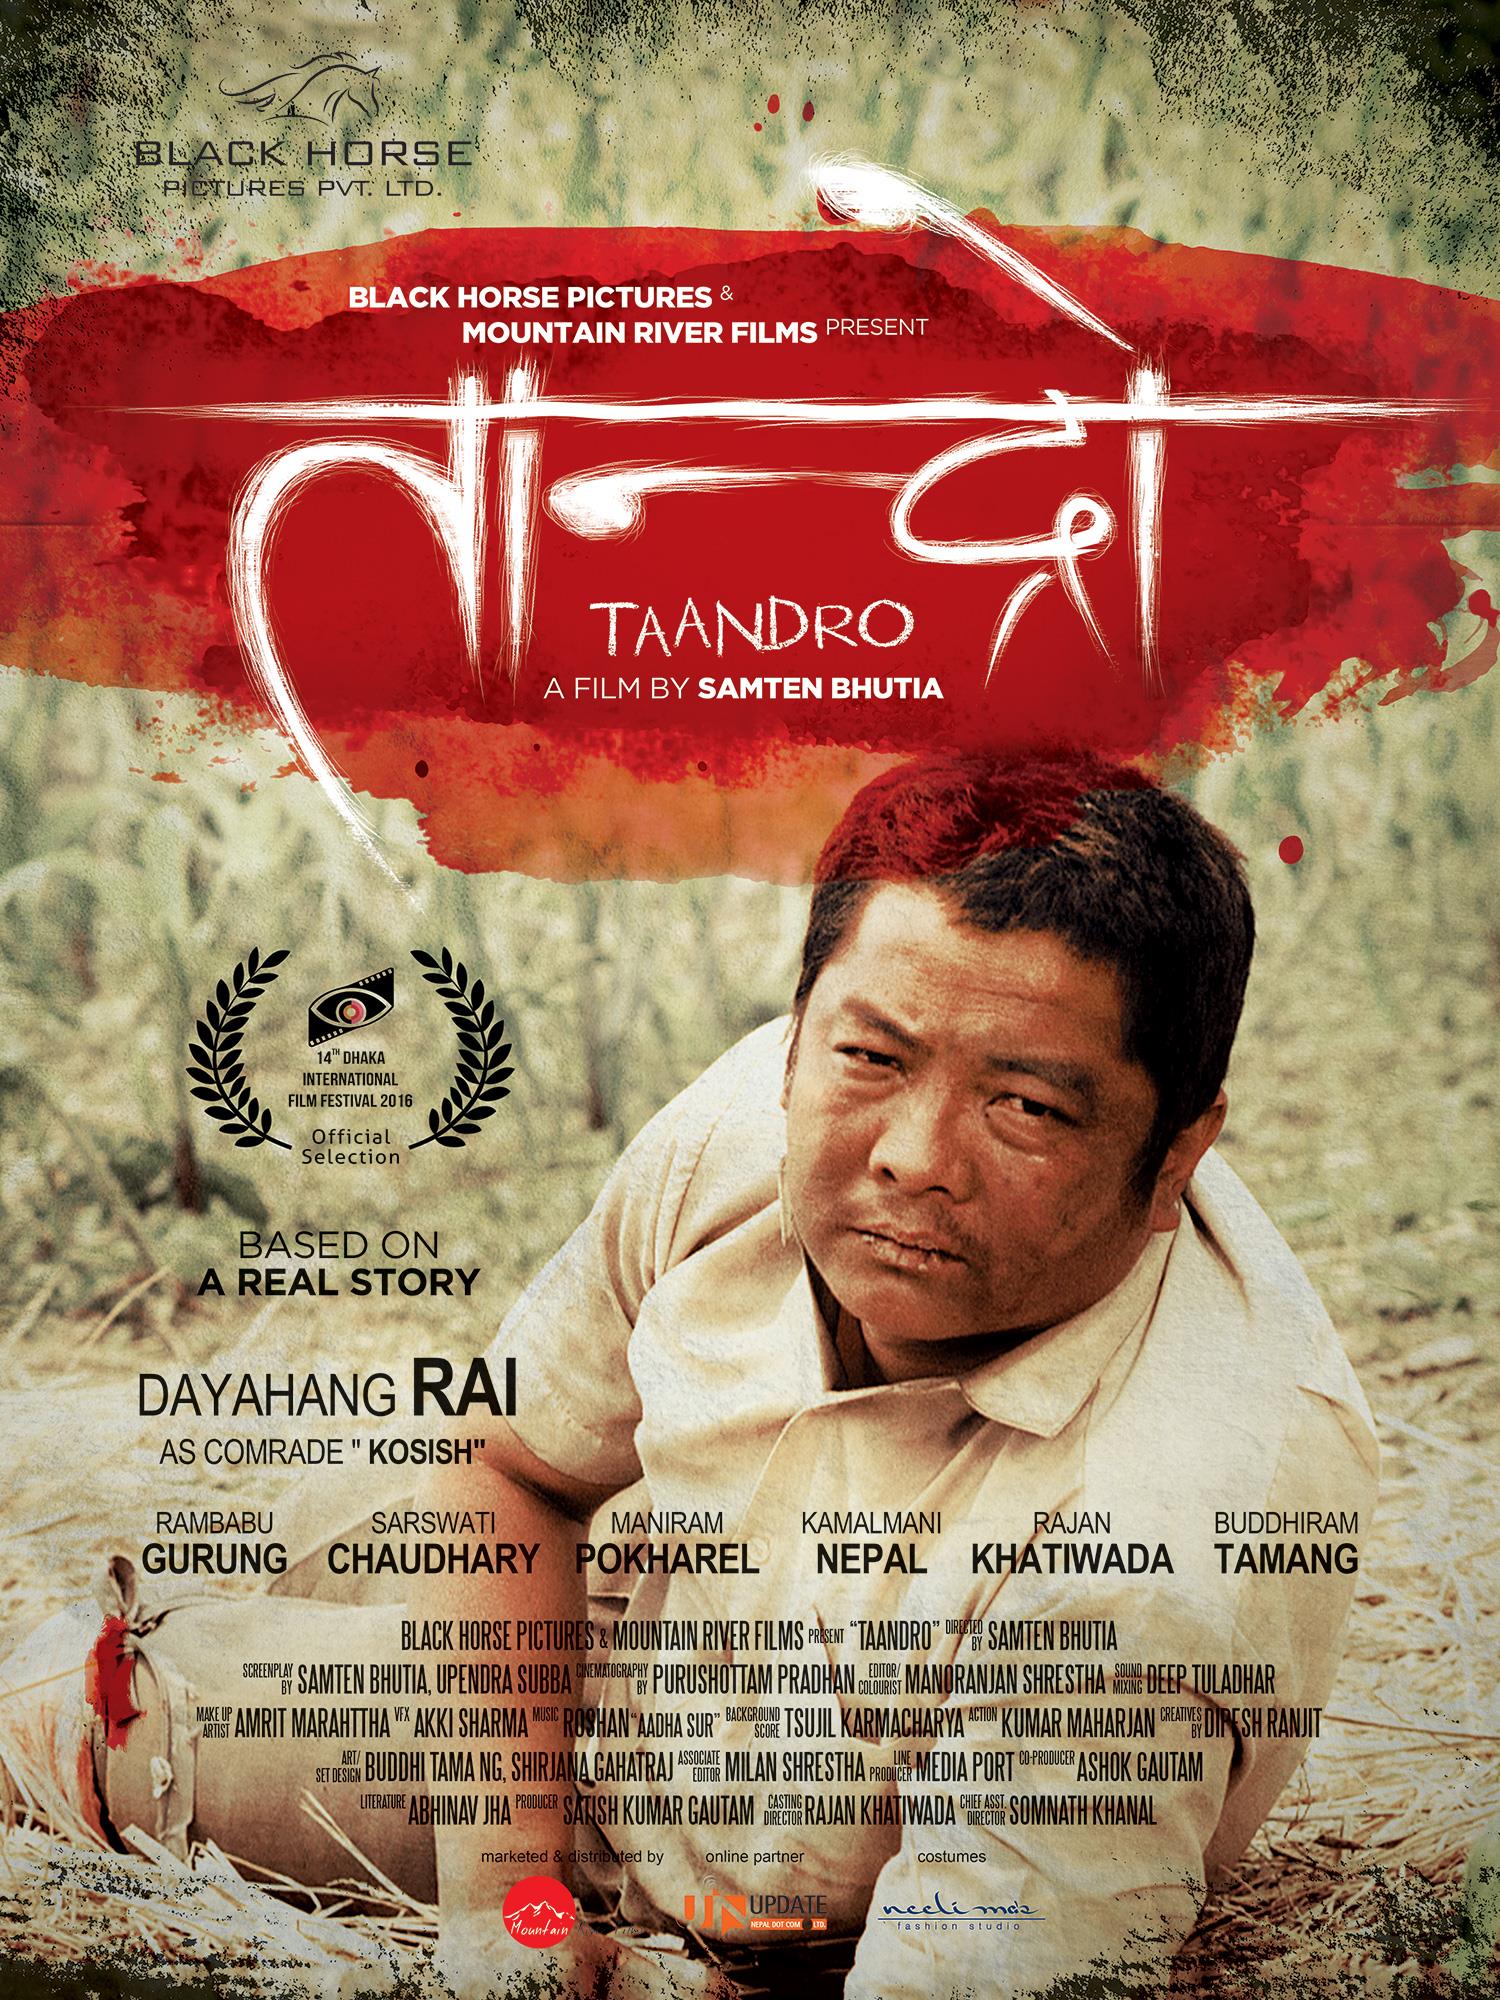 BLACK HORSE
PICTURES PVT. LTD.
BLACK HORSE PICTURES &
MOUNTAIN RIVER FILMS PRESENT
तान्द्रो
TAANDRO
A FILM BY SAMTEN BHUTIA
14TH DHAKA
INTERNATIONAL
FILM FESTIVAL 2016
Official
Selection
BASED ON
A REAL STORY
DAYAHANG RAI
AS COMRADE " KOSISH"
RAMBABU SARSWATI MANIRAM KAMALMANI RAJAN BUDDHIRAM
GURUNG CHAUDHARY POKHAREL NEPAL KHATIWADA TAMANG
BLACK HORSE PICTURES & MOUNTAIN RIVER FILMS PRESENT “TAANDRO” DIRECTED BY SAMTEN BHUTIA
SCREENPLAY BY SAMTEN BHUTIA, UPENDRA SUBBA CINEMATOGRAPHY BY PURUSHOTTAM PRADHAN EDITOR/ COLOURIST MANORANJAN SHRESTHA SOUND MIXING DEEP TULADHAR
MAKE UP ARTIST AMRIT MARAHTTHA VFX AKKI SHARMA MUSIC ROSHAN “AADHA SUR” BACKGROUND SCORE TSUJIL KARMACHARYA ACTION KUMAR MAHARJAN CREATIVES BY DIPESH RANJIT
ART/ SET DESIGN BUDDHI TAMA NG, SHIRJANA GAHATRAJ ASSOCIATE EDITOR MILAN SHRESTHA LINE PRODUCER MEDIA PORT CO-PRODUCER ASHOK GAUTAM
LITERATURE ABHINAV JHA PRODUCER SATISH KUMAR GAUTAM CASTING DIRECTOR RAJAN KHATIWADA CHIEF ASST. DIRECTOR SOMNATH KHANAL
marketed & distributed by online partner costumes
Mountain
UPDATE
NEPAL DOT COM LTD.
neelima's
fashion studio